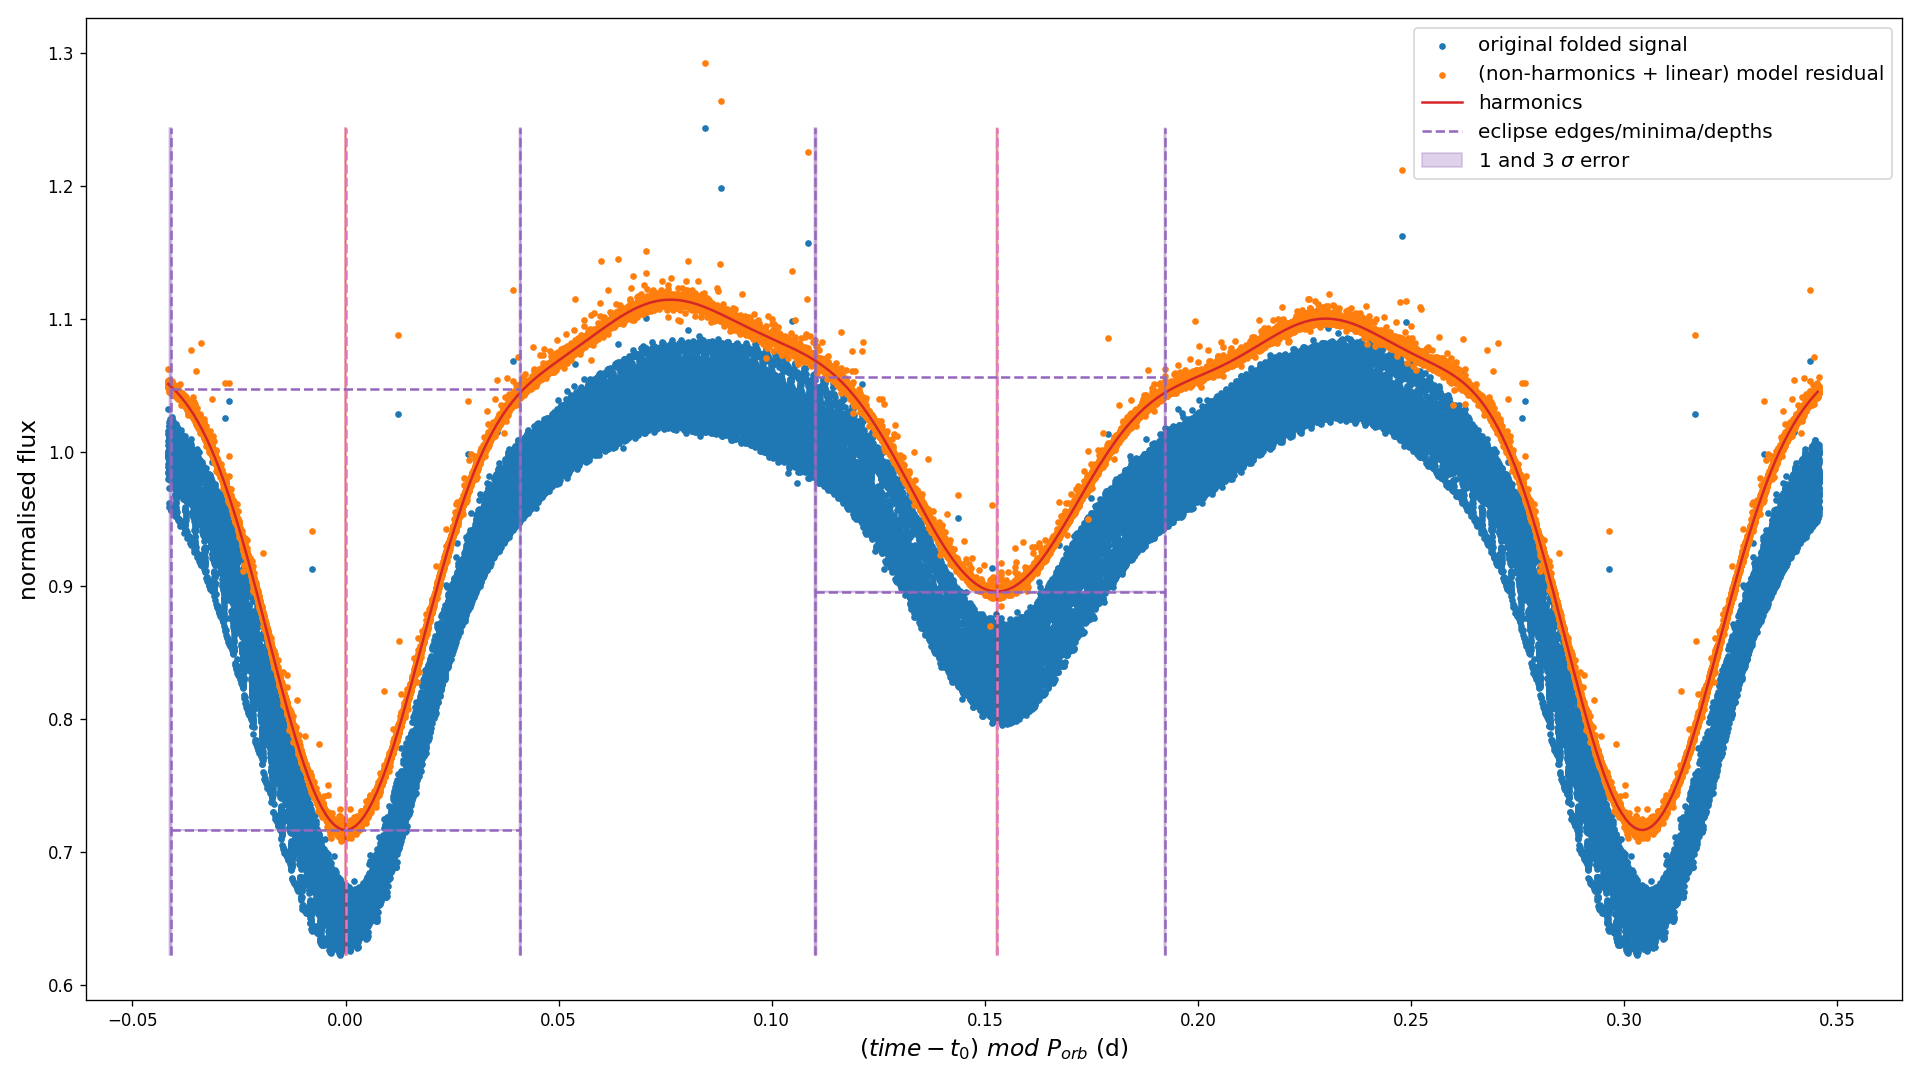 original folded signal
(non-harmonics + linear) model residual
harmonics
eclipse edges/minima/depths
1 and 3 σ error
normalised flux
1.3
1.2
1.1
1.0
0.9
0.8
0.7
0.6
−0.05 0.00 0.05 0.10 0.15 0.20 0.25 0.30 0.35
(time − t₀) mod P_orb (d)